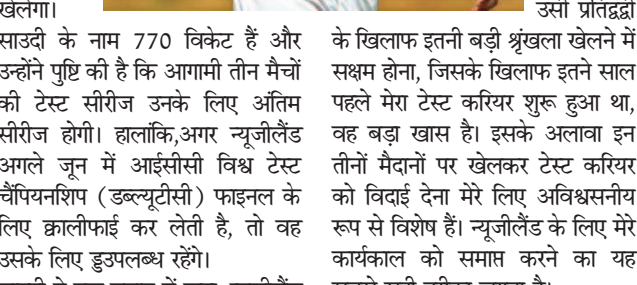 खेलेगा।
साउदी के नाम 770 विकेट हैं और
उन्होंने पुष्टि की है कि आगामी तीन मैचों
की टेस्ट सीरीज उनके लिए अंतिम
सीरीज होगी। हालांकि,अगर न्यूजीलैंड
अगले जून में आईसीसी विश्व टेस्ट
चैंपियनशिप (डब्ल्यूटीसी) फाइनल के
लिए क्रालीफाई कर लेती है, तो वह
उसके लिए ड्डउपलब्ध रहेंगे।
उसी प्रतिद्वद्वी
के खिलाफ इतनी बड़ी श्रृंखला खेलने में
सक्षम होना, जिसके खिलाफ इतने साल
पहले मेरा टेस्ट करियर शुरू हुआ था,
वह बड़ा खास है। इसके अलावा इन
तीनों मैदानों पर खेलकर टेस्ट करियर
को विदाई देना मेरे लिए अविश्वसनीय
रूप से विशेष हैं। न्यूजीलैंड के लिए मेरे
कार्यकाल को समाप्त करने का यह